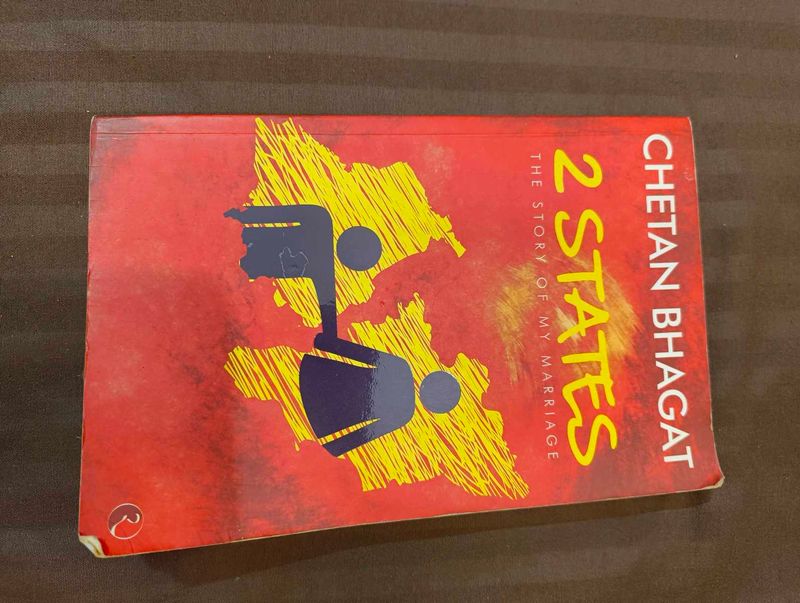 CHETAN BHAGAT
2 STATES
THE STORY OF MY MARRIAGE